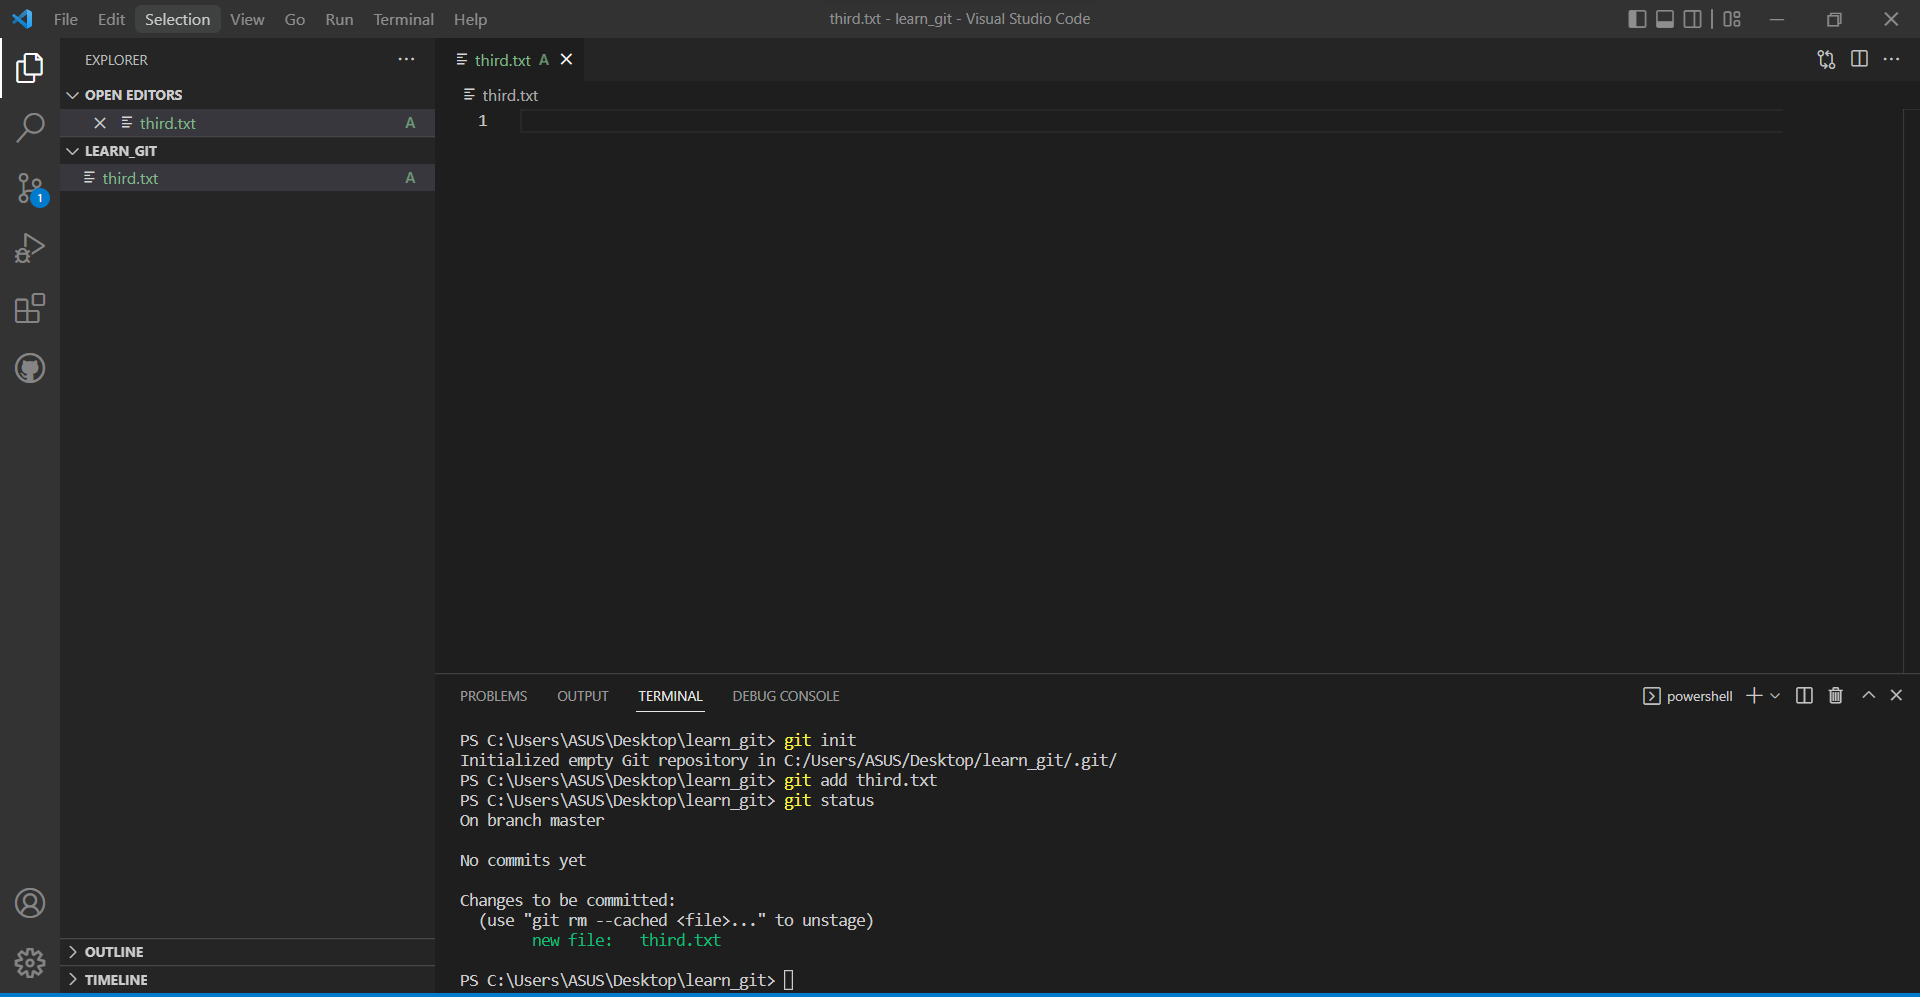 File Edit Selection View Go Run Terminal Help
third.txt - learn_git - Visual Studio Code
EXPLORER
OPEN EDITORS
third.txt A
LEARN_GIT
third.txt A
1
OUTLINE
TIMELINE
third.txt A
third.txt
1
PROBLEMS OUTPUT TERMINAL DEBUG CONSOLE
powershell
PS C:\Users\ASUS\Desktop\learn_git> git init
Initialized empty Git repository in C:/Users/ASUS/Desktop/learn_git/.git/
PS C:\Users\ASUS\Desktop\learn_git> git add third.txt
PS C:\Users\ASUS\Desktop\learn_git> git status
On branch master
No commits yet
Changes to be committed:
(use "git rm --cached <file>..." to unstage)
new file: third.txt
PS C:\Users\ASUS\Desktop\learn_git>